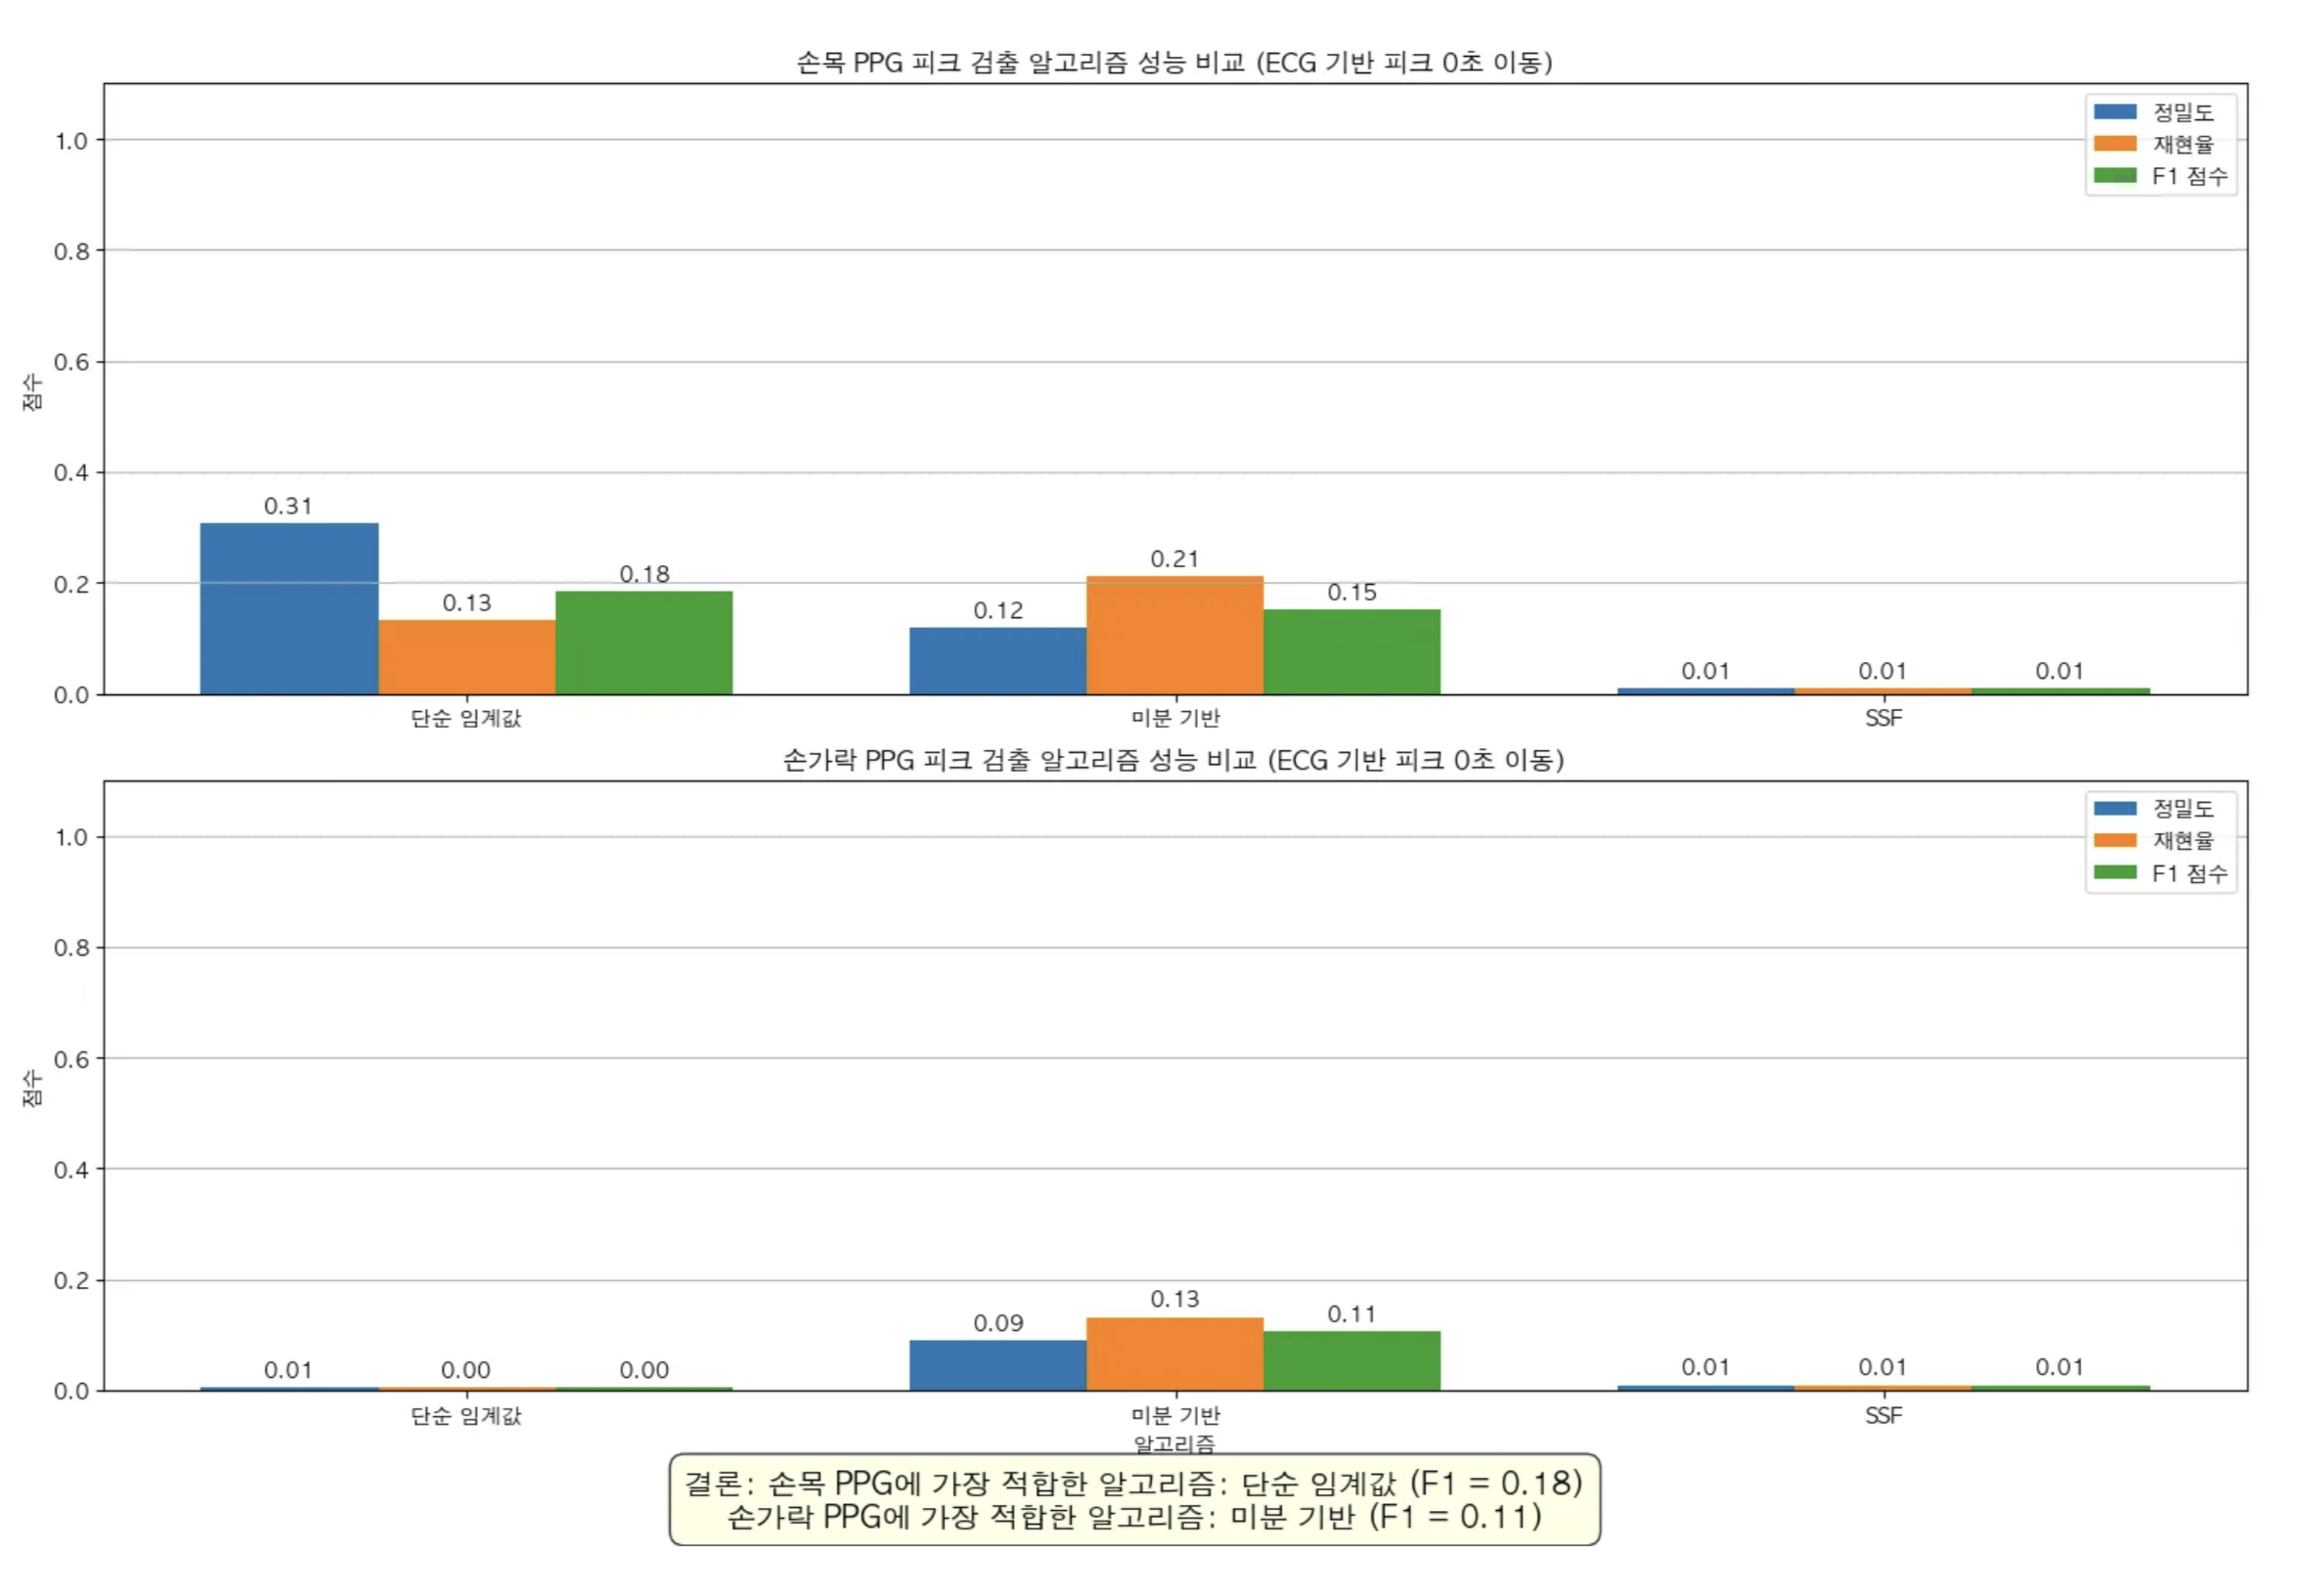 손목 PPG 피크 검출 알고리즘 성능 비교 (ECG 기반 피크 0초 이동)
정밀도
재현율
F1 점수
1.0
0.8
0.6
0.4
0.2
0.0
점수
0.31
0.13
0.18
0.12
0.21
0.15
0.01
0.01
0.01
단순 임계값
미분 기반
SSF
손가락 PPG 피크 검출 알고리즘 성능 비교 (ECG 기반 피크 0초 이동)
정밀도
재현율
F1 점수
1.0
0.8
0.6
0.4
0.2
0.0
점수
0.01
0.00
0.00
0.09
0.13
0.11
0.01
0.01
0.01
단순 임계값
미분 기반
SSF
알고리즘
결론: 손목 PPG에 가장 적합한 알고리즘: 단순 임계값 (F1 = 0.18)
손가락 PPG에 가장 적합한 알고리즘: 미분 기반 (F1 = 0.11)